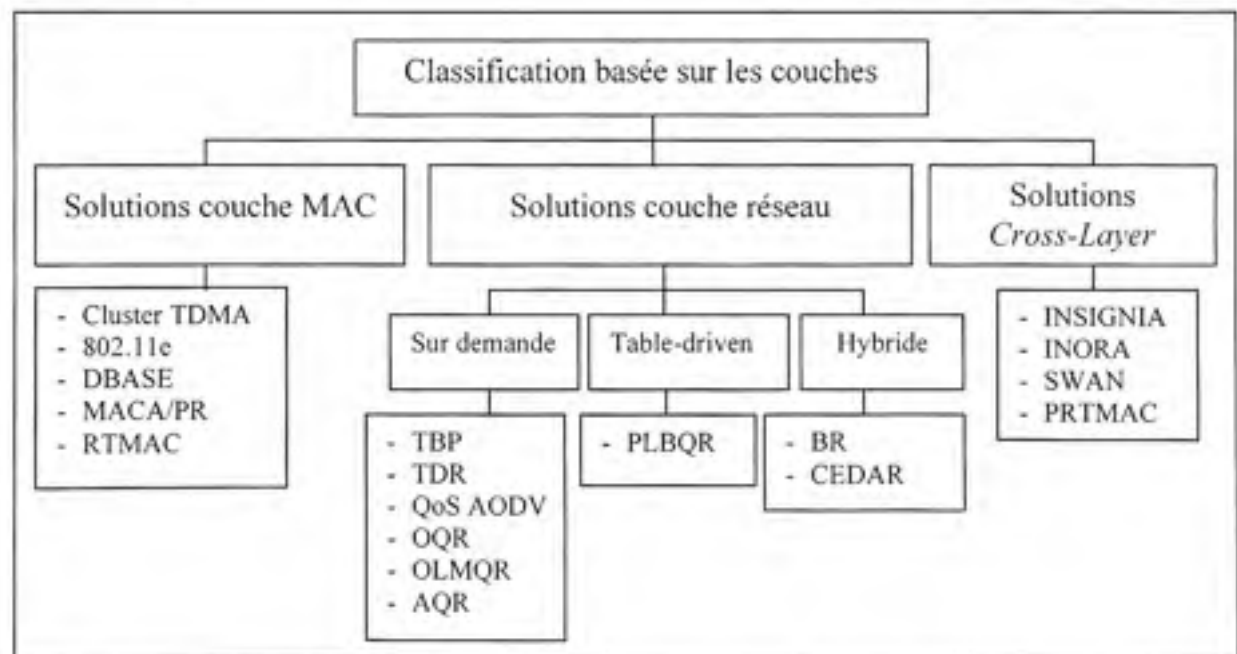 Classification basée sur les couches
Solutions couche MAC
Solutions couche réseau
Solutions
Cross-Layer
- Cluster TDMA
- 802.11e
- DBASE
- MACA/PR
- RTMAC
Sur demande
Table-driven
Hybride
- INSIGNIA
- INORA
- SWAN
- PRTMAC
- TBP
- TDR
- QoS AODV
- OQR
- OLMQR
- AQR
- PLBQR
- BR
- CEDAR